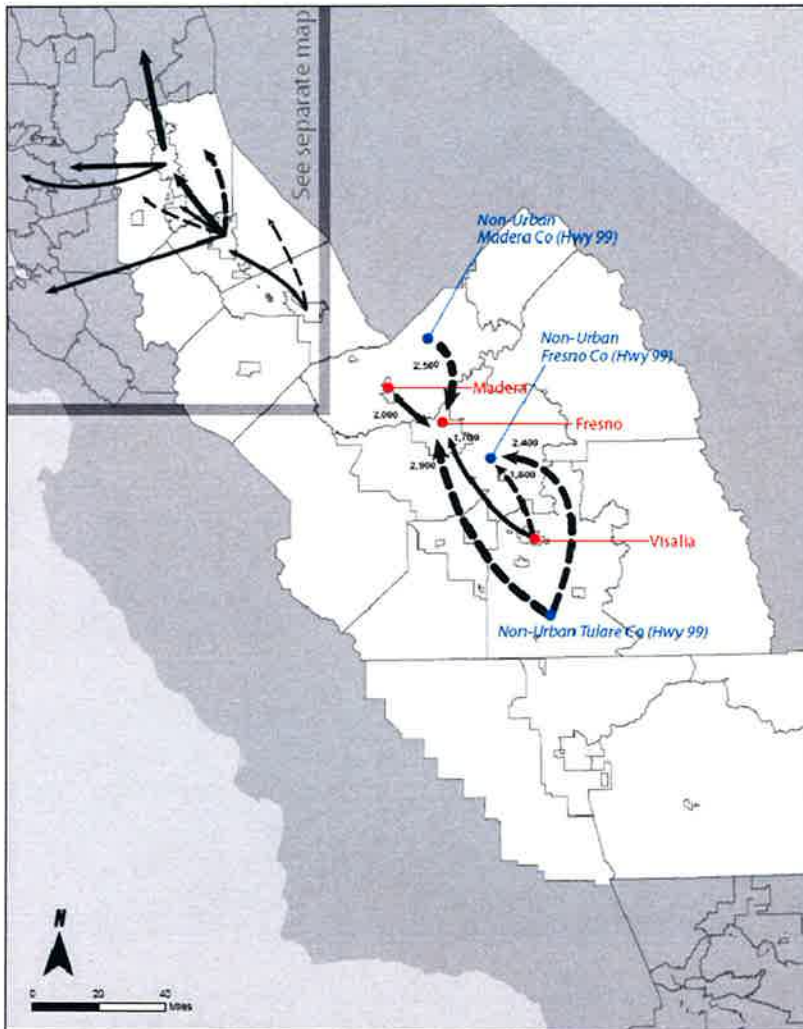 See separate map
Non-Urban
Madera Co (Hwy 99)
Non-Urban
Fresno Co (Hwy 99)
2,500
Madera
2,000
Fresno
1,700
2,400
2,900
1,600
Visalia
Non-Urban Tulare Co (Hwy 99)
N
0 20 40
Miles